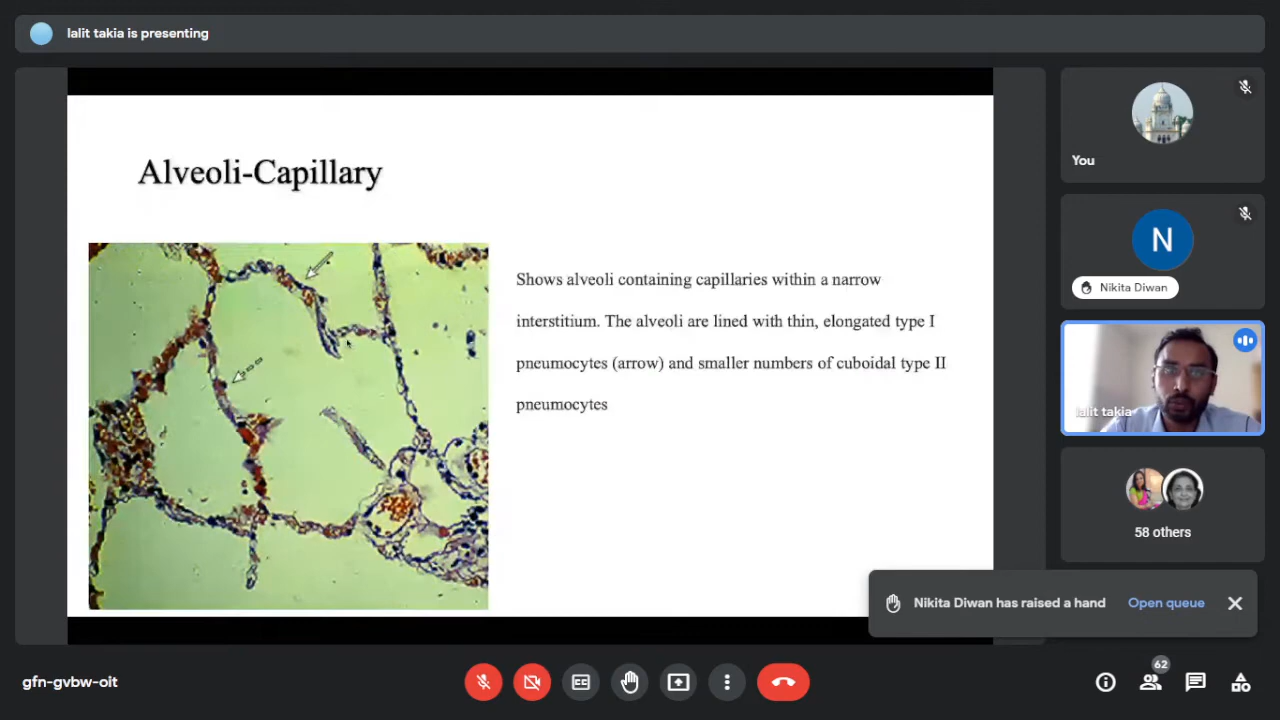 lalit takia is presenting
Alveoli-Capillary
Shows alveoli containing capillaries within a narrow
interstitium. The alveoli are lined with thin, elongated type I
pneumocytes (arrow) and smaller numbers of cuboidal type II
pneumocytes
You
N
Nikita Diwan
lalit takia
58 others
Nikita Diwan has raised a hand Open queue
gfn-gvbw-oit
CC
62